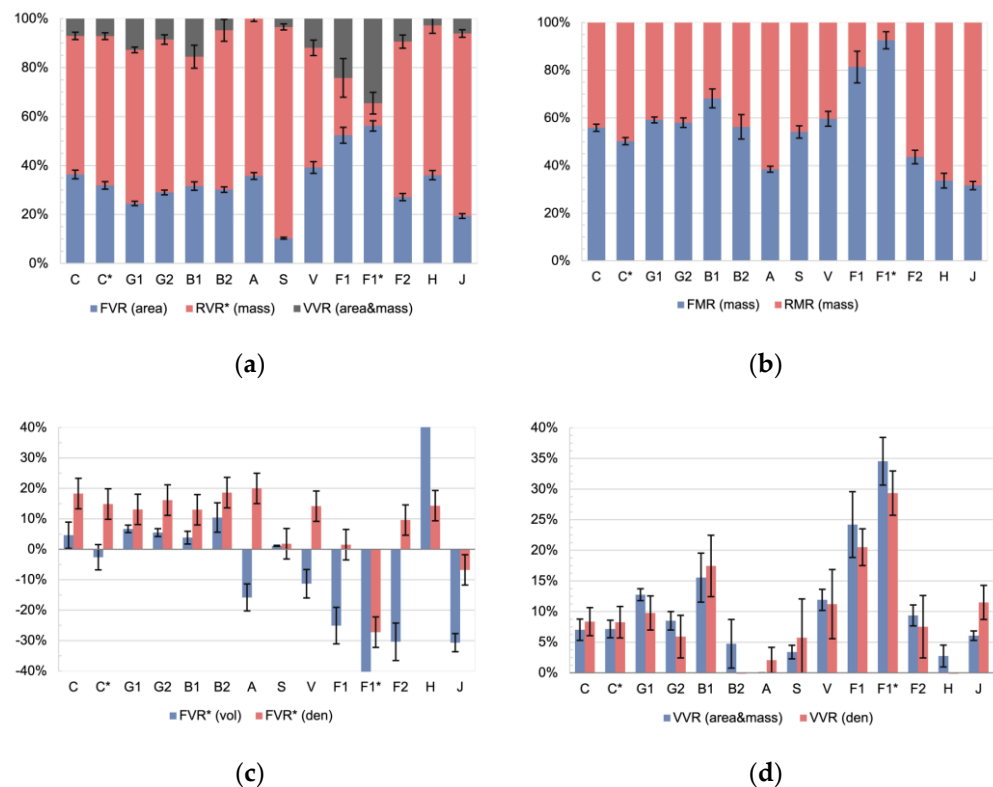 100%
80%
60%
40%
20%
0%
C C* G1 G2 B1 B2 A S V F1 F1* F2 H J
FVR (area) RVR* (mass) VVR (area&mass)
(a)
100%
80%
60%
40%
20%
0%
C C* G1 G2 B1 B2 A S V F1 F1* F2 H J
FMR (mass) RMR (mass)
(b)
40%
30%
20%
10%
0%
-10%
-20%
-30%
-40%
C C* G1 G2 B1 B2 A S V F1 F1* F2 H J
FVR* (vol) FVR* (den)
(c)
40%
35%
30%
25%
20%
15%
10%
5%
0%
C C* G1 G2 B1 B2 A S V F1 F1* F2 H J
VVR (area&mass) VVR (den)
(d)